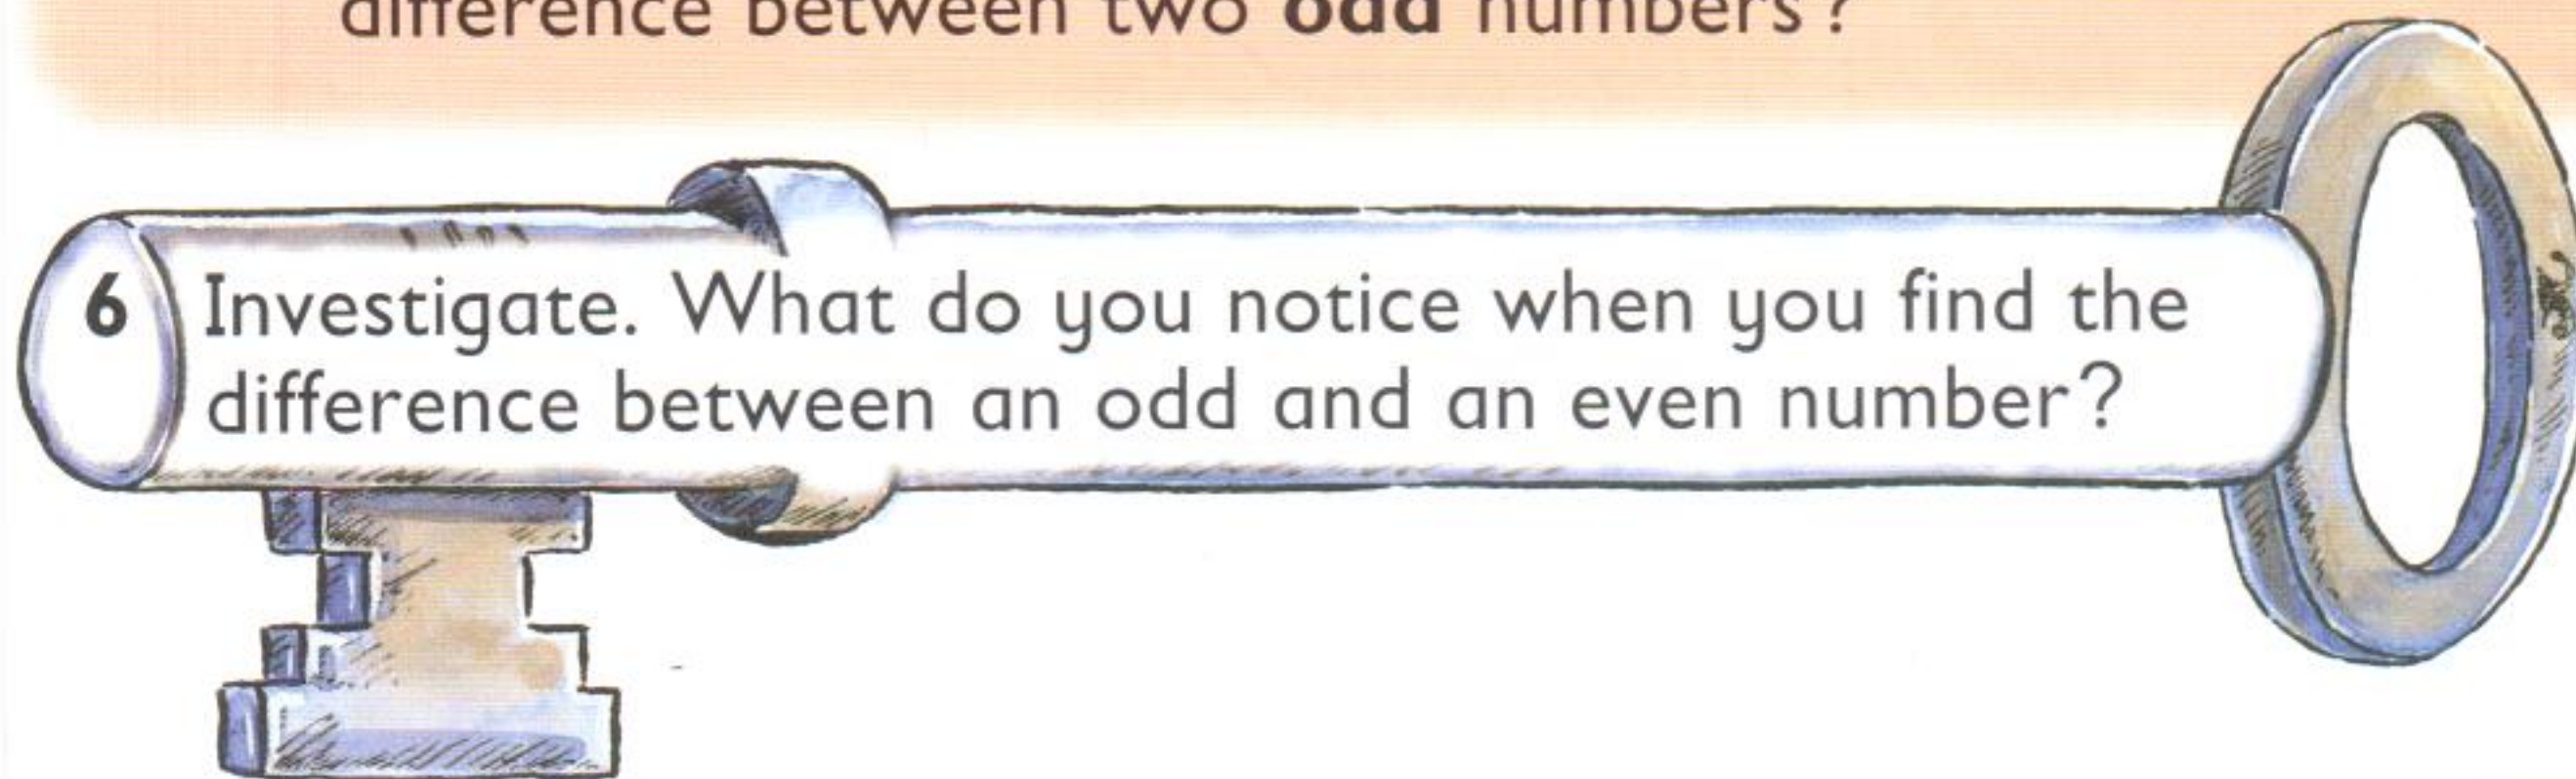 difference between two odd numbers?
6 Investigate. What do you notice when you find the
difference between an odd and an even number?